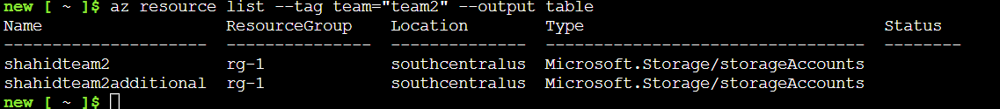 new [ ~ ]$ az resource list --tag team="team2" --output table
Name                   ResourceGroup    Location        Type                               Status
---------------------  ---------------  --------------  ---------------------------------  --------
shahidteam2            rg-1             southcentralus  Microsoft.Storage/storageAccounts
shahidteam2additional  rg-1             southcentralus  Microsoft.Storage/storageAccounts
new [ ~ ]$